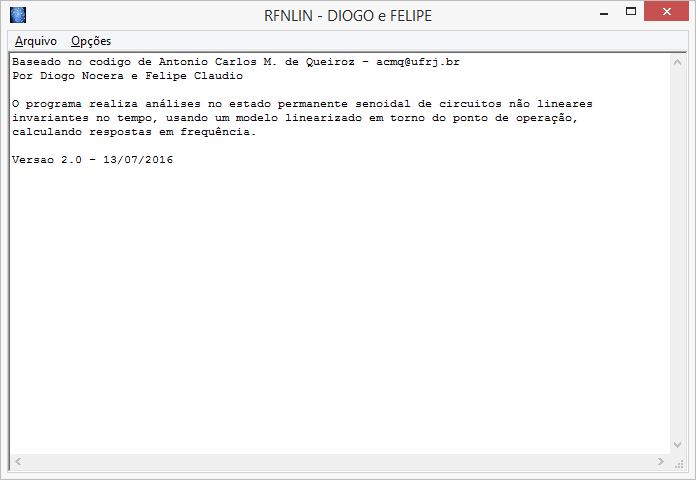 RFNLIN - DIOGO e FELIPE
Arquivo Opções
Baseado no codigo de Antonio Carlos M. de Queiroz - acmq@ufrj.br
Por Diogo Nocera e Felipe Claudio
O programa realiza análises no estado permanente senoidal de circuitos não lineares
invariantes no tempo, usando um modelo linearizado em torno do ponto de operação,
calculando respostas em frequência.
Versao 2.0 - 13/07/2016